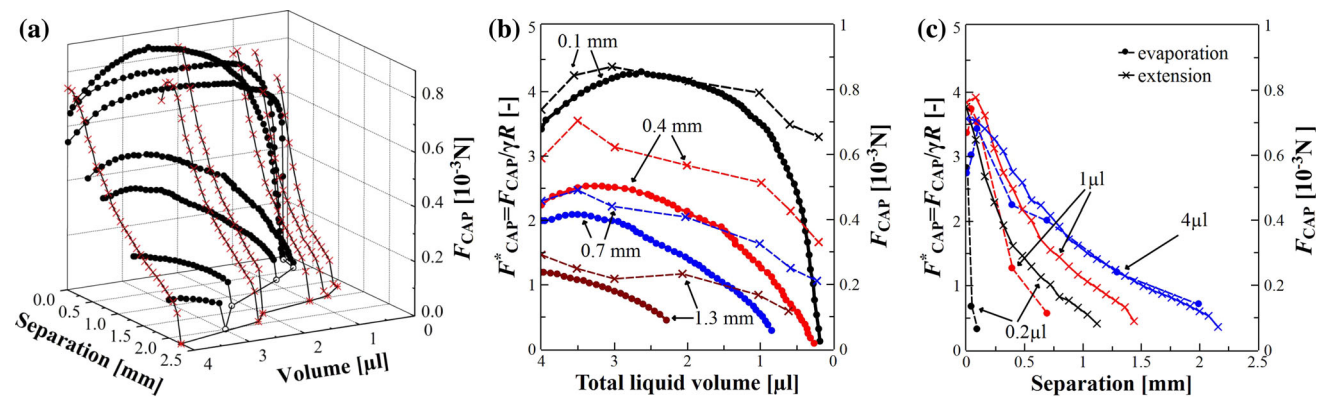 (a)
0.8
0.6
0.4
0.2
0.0
F_CAP [10⁻³N]
0.0
0.5
1.0
1.5
2.0
2.5
Separation [mm]
4
3
2
1
0
Volume [µl]
(b)
5
4
3
2
1
0
F*_CAP=F_CAP/γR [-]
1
0.8
0.6
0.4
0.2
0
F_CAP [10⁻³N]
0.1 mm
0.4 mm
0.7 mm
1.3 mm
4
3
2
1
0
Total liquid volume [µl]
(c)
5
4
3
2
1
0
F*_CAP=F_CAP/γR [-]
1
0.8
0.6
0.4
0.2
0
F_CAP [10⁻³N]
evaporation
extension
1µl
4µl
0.2µl
0
0.5
1
1.5
2
2.5
Separation [mm]